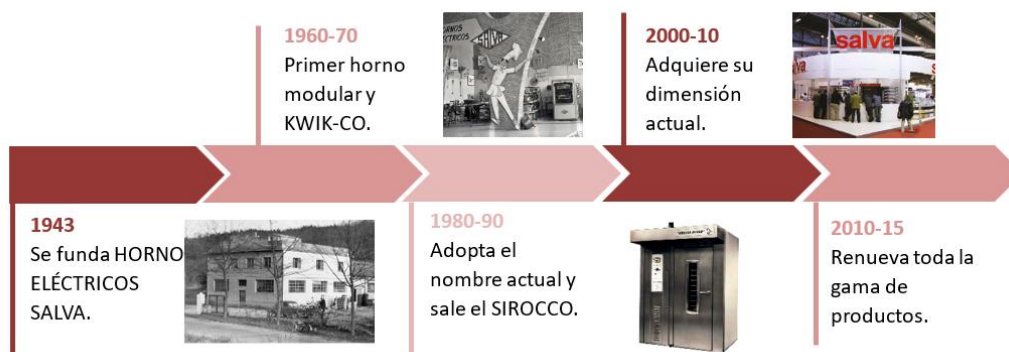 1960-70
Primer horno
modular y
KWIK-CO.
SALVA
2000-10
Adquiere su
dimensión
actual.
salva
1943
Se funda HORNO
ELÉCTRICOS
SALVA.
1980-90
Adopta el
nombre actual y
sale el SIROCCO.
2010-15
Renueva toda la
gama de
productos.